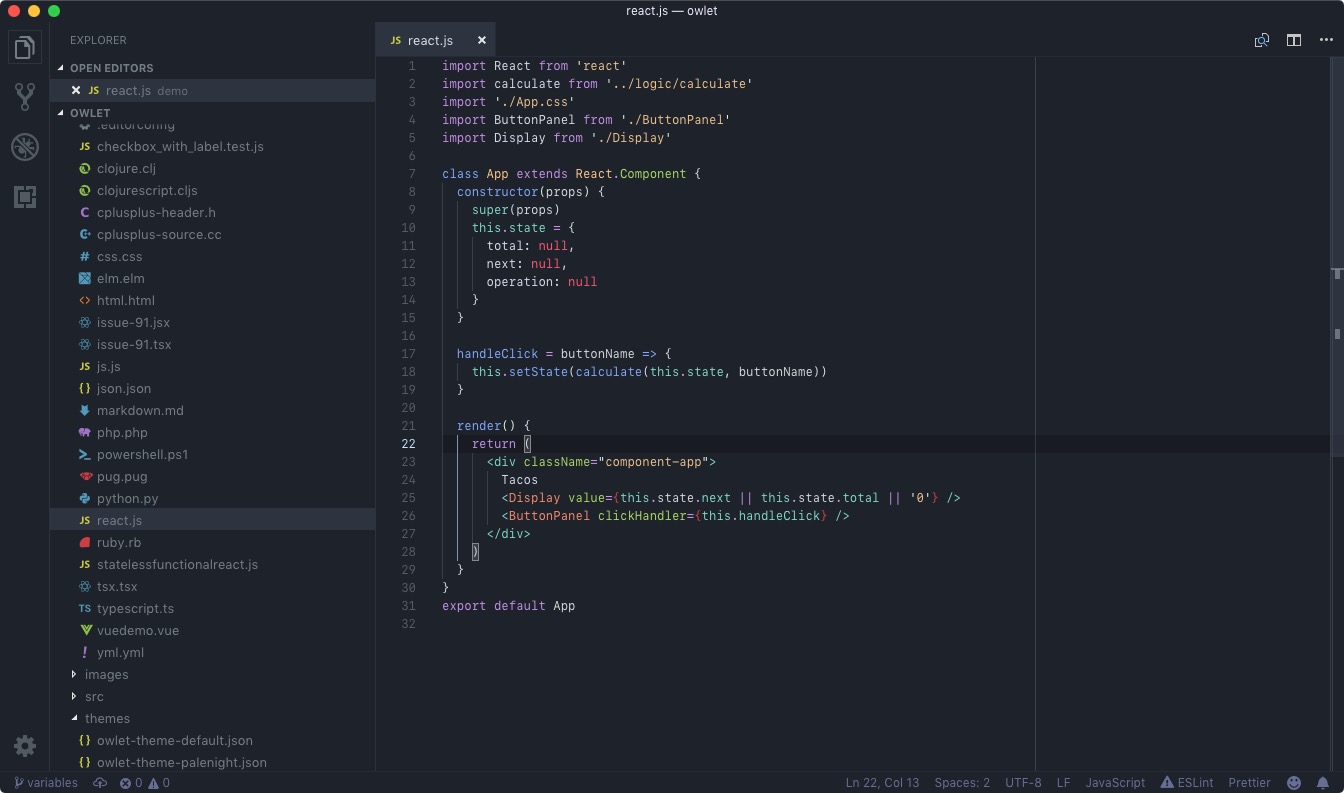 react.js — owlet
EXPLORER
OPEN EDITORS
JS react.js demo
OWLET
.editorconfig
JS checkbox_with_label.test.js
clojure.clj
clojurescript.cljs
C cplusplus-header.h
cplusplus-source.cc
# css.css
elm.elm
<> html.html
issue-91.jsx
issue-91.tsx
JS js.js
{} json.json
markdown.md
php.php
powershell.ps1
pug.pug
python.py
JS react.js
ruby.rb
JS statelessfunctionalreact.js
tsx.tsx
TS typescript.ts
vuedemo.vue
! yml.yml
images
src
themes
{} owlet-theme-default.json
{} owlet-theme-palenight.json
JS react.js
1 import React from 'react'
2 import calculate from '../logic/calculate'
3 import './App.css'
4 import ButtonPanel from './ButtonPanel'
5 import Display from './Display'
6
7 class App extends React.Component {
8 constructor(props) {
9 super(props)
10 this.state = {
11 total: null,
12 next: null,
13 operation: null
14 }
15 }
16
17 handleClick = buttonName => {
18 this.setState(calculate(this.state, buttonName))
19 }
20
21 render() {
22 return (
23 <div className="component-app">
24 Tacos
25 <Display value={this.state.next || this.state.total || '0'} />
26 <ButtonPanel clickHandler={this.handleClick} />
27 </div>
28 )
29 }
30 }
31 export default App
32
variables 0 0 Ln 22, Col 13 Spaces: 2 UTF-8 LF JavaScript ESLint Prettier